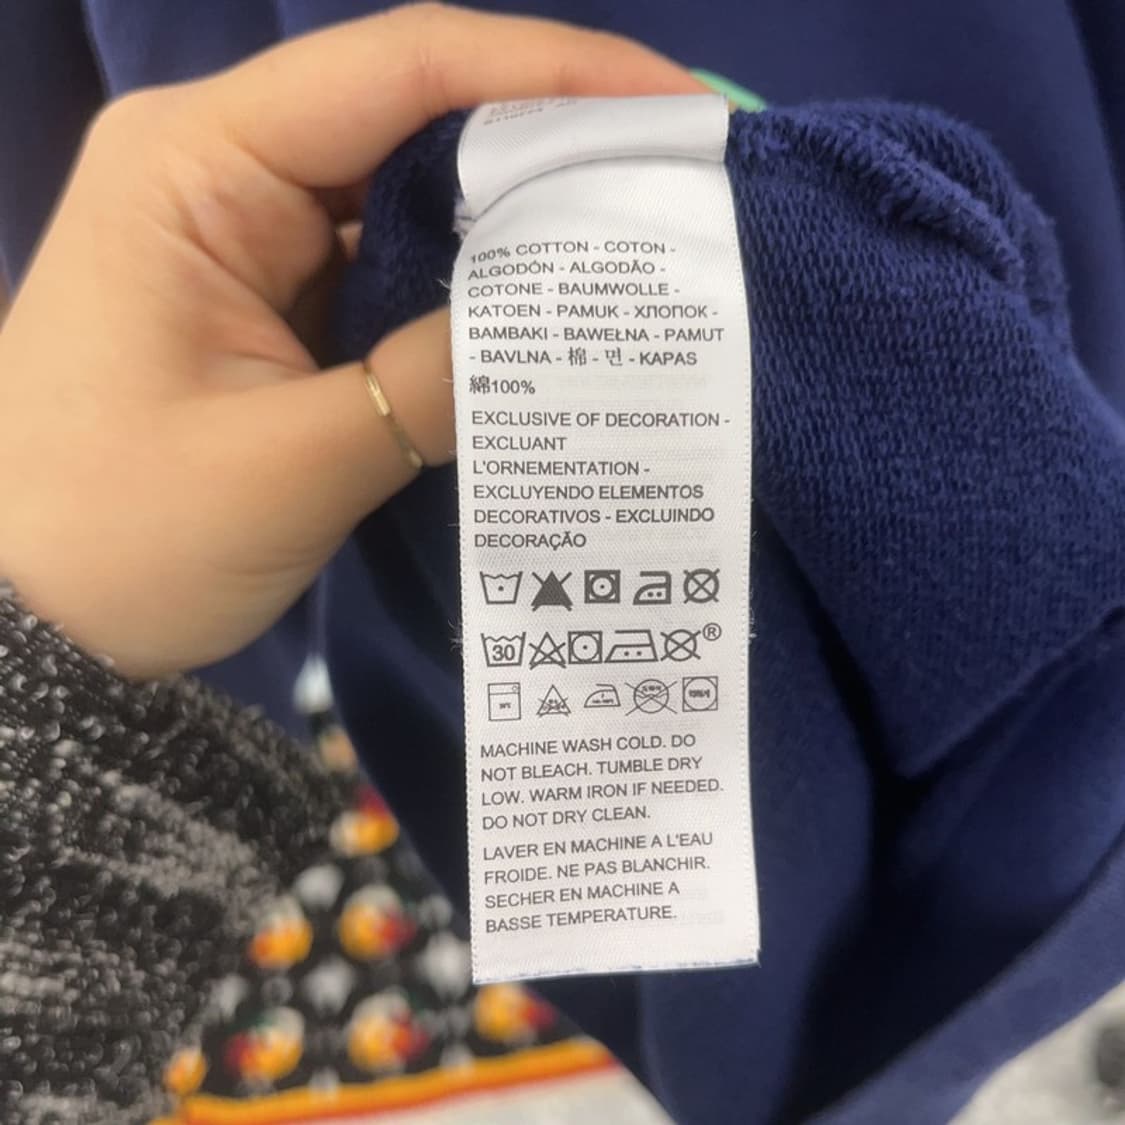 100% COTTON - COTON -
ALGODÓN - ALGODÃO -
COTONE - BAUMWOLLE -
KATOEN - PAMUK - ХЛОПОК -
BAMBAKI - BAWEŁNA - PAMUT
- BAVLNA - 棉 - 면 - KAPAS
綿100%
EXCLUSIVE OF DECORATION -
EXCLUANT
L'ORNEMENTATION -
EXCLUYENDO ELEMENTOS
DECORATIVOS - EXCLUINDO
DECORAÇÃO
30 ®
MACHINE WASH COLD. DO
NOT BLEACH. TUMBLE DRY
LOW. WARM IRON IF NEEDED.
DO NOT DRY CLEAN.
LAVER EN MACHINE A L'EAU
FROIDE. NE PAS BLANCHIR.
SECHER EN MACHINE A
BASSE TEMPERATURE.